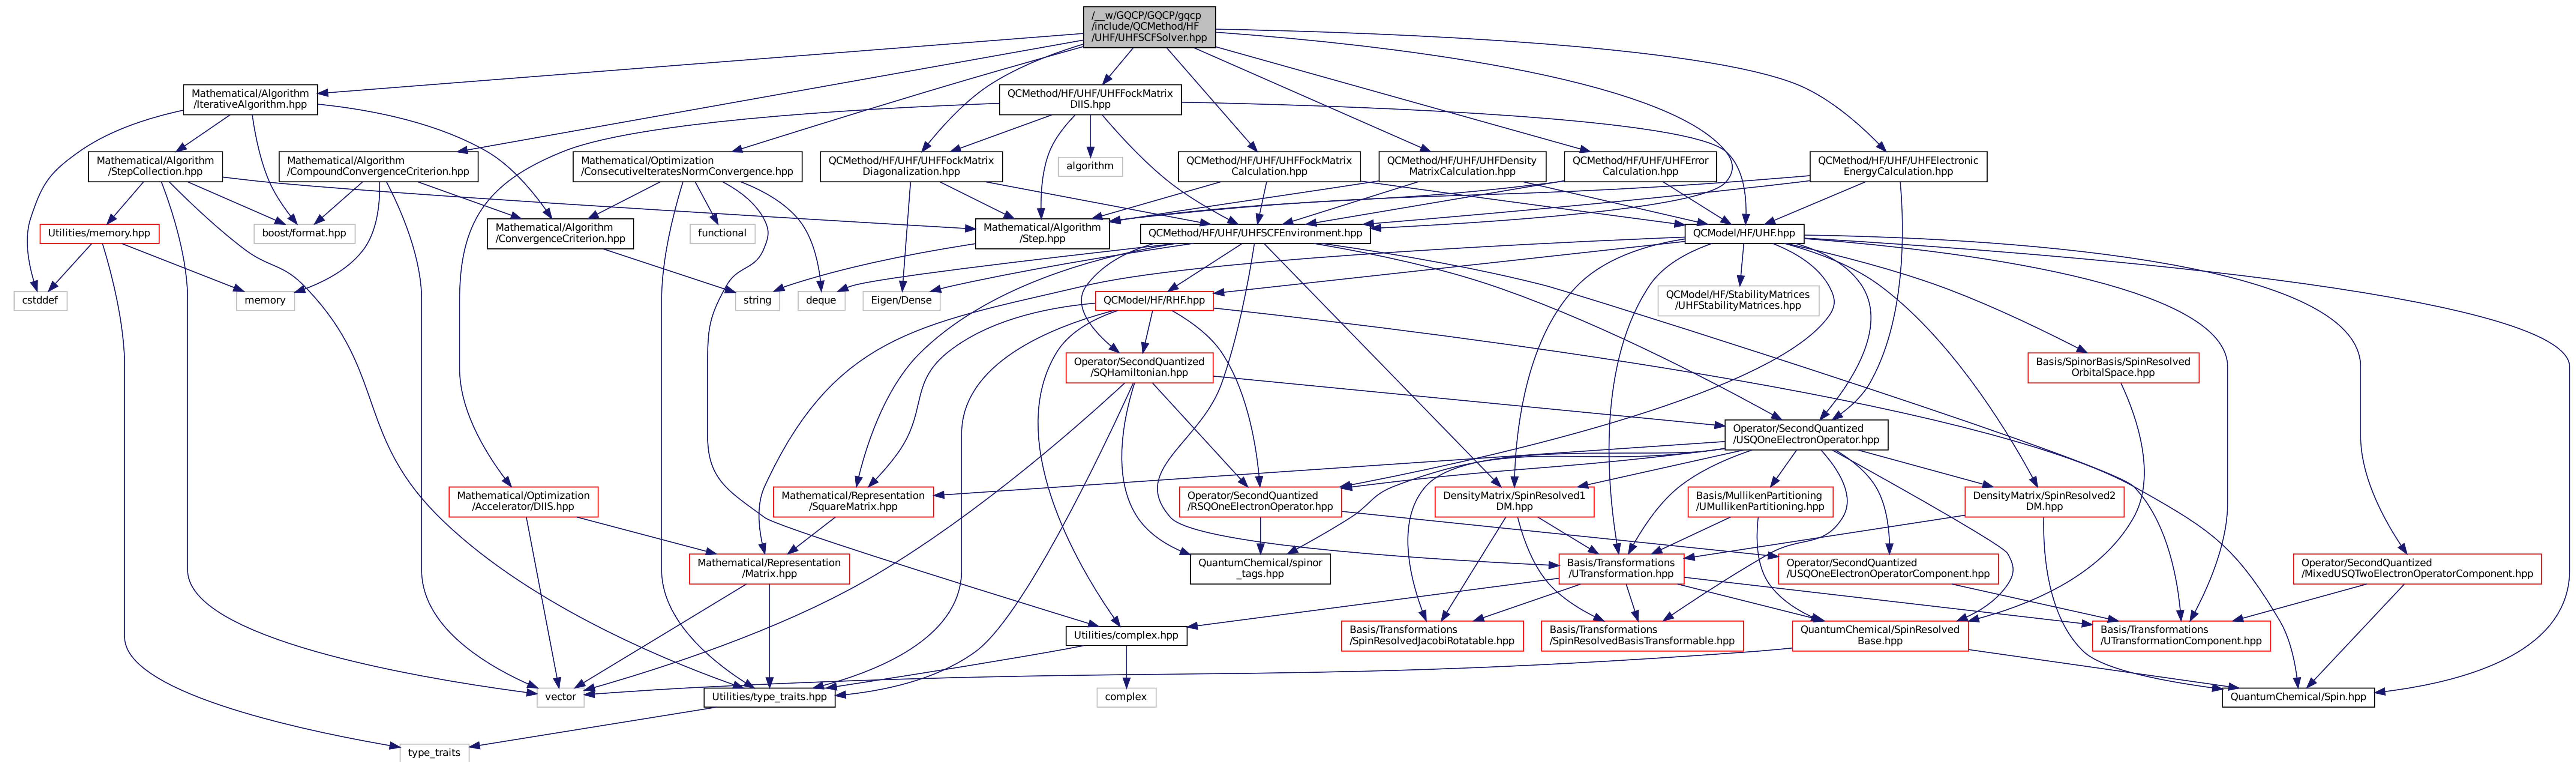 /__w/GQCP/GQCP/gqcp
/include/QCMethod/HF
/UHF/UHFSCFSolver.hpp
Mathematical/Algorithm
/IterativeAlgorithm.hpp
QCMethod/HF/UHF/UHFFockMatrix
DIIS.hpp
Mathematical/Algorithm
/StepCollection.hpp
Mathematical/Algorithm
/CompoundConvergenceCriterion.hpp
Mathematical/Optimization
/ConsecutiveIteratesNormConvergence.hpp
QCMethod/HF/UHF/UHFFockMatrix
Diagonalization.hpp
algorithm
QCMethod/HF/UHF/UHFFockMatrix
Calculation.hpp
QCMethod/HF/UHF/UHFDensity
MatrixCalculation.hpp
QCMethod/HF/UHF/UHFError
Calculation.hpp
QCMethod/HF/UHF/UHFElectronic
EnergyCalculation.hpp
Utilities/memory.hpp
boost/format.hpp
Mathematical/Algorithm
/ConvergenceCriterion.hpp
functional
Mathematical/Algorithm
/Step.hpp
QCMethod/HF/UHF/UHFSCFEnvironment.hpp
QCModel/HF/UHF.hpp
cstddef
memory
string
deque
Eigen/Dense
QCModel/HF/RHF.hpp
QCModel/HF/StabilityMatrices
/UHFStabilityMatrices.hpp
Operator/SecondQuantized
/SQHamiltonian.hpp
Basis/SpinorBasis/SpinResolved
OrbitalSpace.hpp
Operator/SecondQuantized
/USQOneElectronOperator.hpp
Mathematical/Optimization
/Accelerator/DIIS.hpp
Mathematical/Representation
/SquareMatrix.hpp
Operator/SecondQuantized
/RSQOneElectronOperator.hpp
DensityMatrix/SpinResolved1
DM.hpp
Basis/MullikenPartitioning
/UMullikenPartitioning.hpp
DensityMatrix/SpinResolved2
DM.hpp
Mathematical/Representation
/Matrix.hpp
QuantumChemical/spinor
_tags.hpp
Basis/Transformations
/UTransformation.hpp
Operator/SecondQuantized
/USQOneElectronOperatorComponent.hpp
Operator/SecondQuantized
/MixedUSQTwoElectronOperatorComponent.hpp
Utilities/complex.hpp
Basis/Transformations
/SpinResolvedJacobiRotatable.hpp
Basis/Transformations
/SpinResolvedBasisTransformable.hpp
QuantumChemical/SpinResolved
Base.hpp
Basis/Transformations
/UTransformationComponent.hpp
vector
Utilities/type_traits.hpp
complex
QuantumChemical/Spin.hpp
type_traits